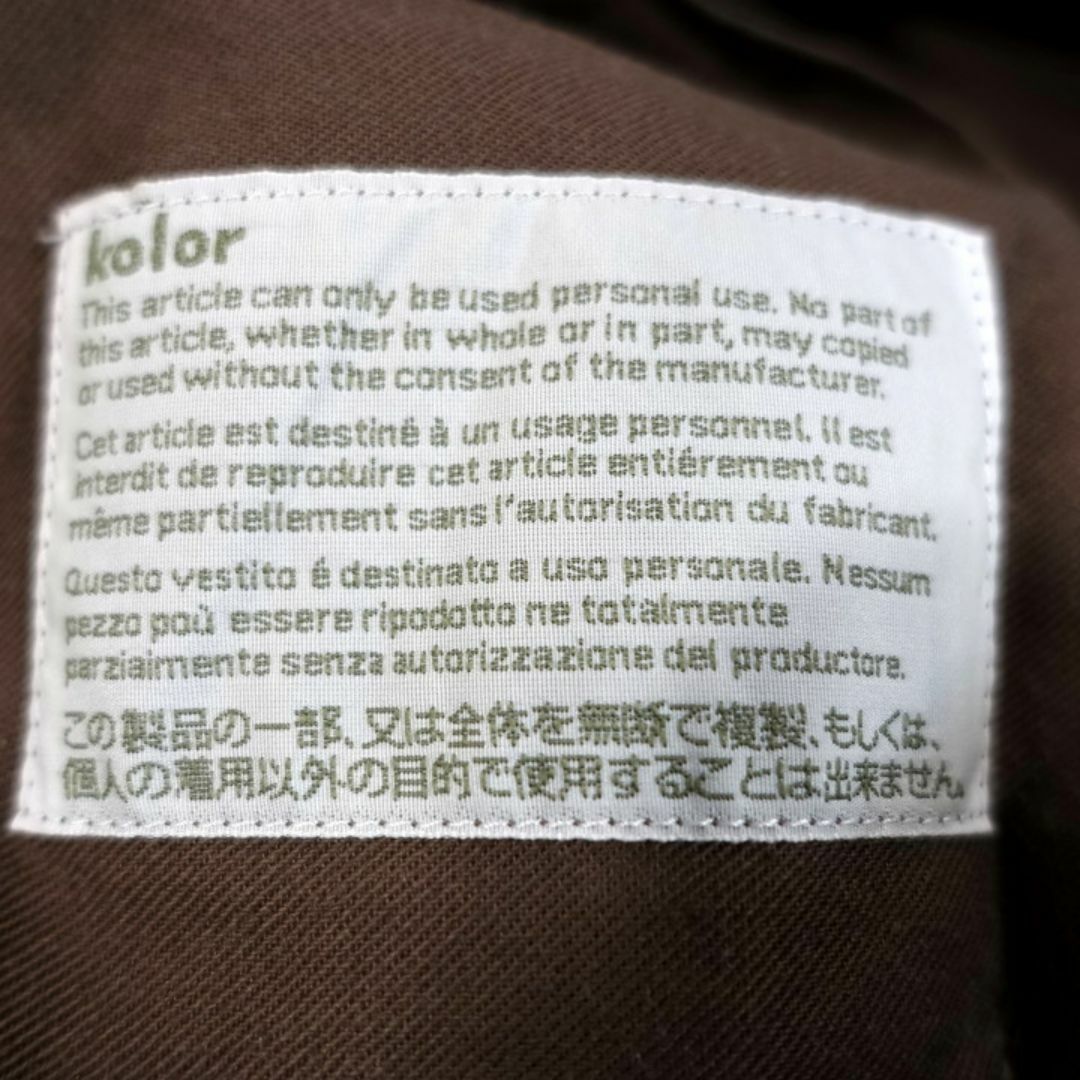 kolor
This article can only be used personal use. No part of
this article, whether in whole or in part, may copied
or used without the consent of the manufacturer.
Cet article est destiné à un usage personnel. Il est
interdit de reproduire cet article entiérement ou
même partiellement sans l'autorisation du fabricant.
Questo vestito é destinato a uso personale. Nessum
pezzo poù essere ripodotto ne totalmente
parziaimente senza autorizzazione del productore.
この製品の一部、又は全体を無断で複製、もしくは、
個人の着用以外の目的で使用することは出来ません。